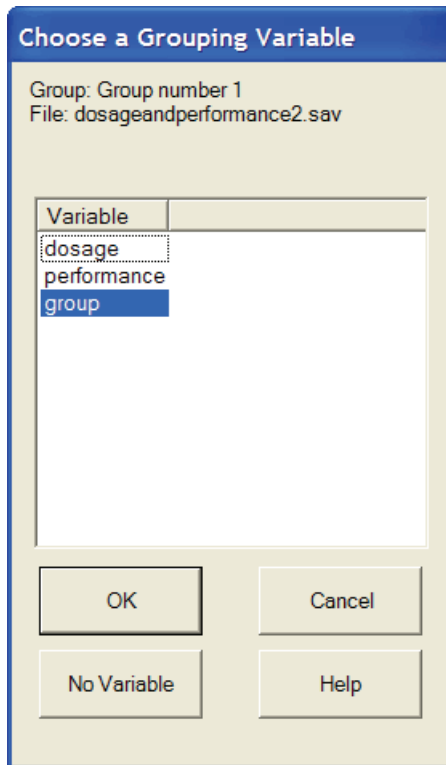 Choose a Grouping Variable
Group: Group number 1
File: dosageandperformance2.sav
Variable
dosage
performance
group
OK
Cancel
No Variable
Help